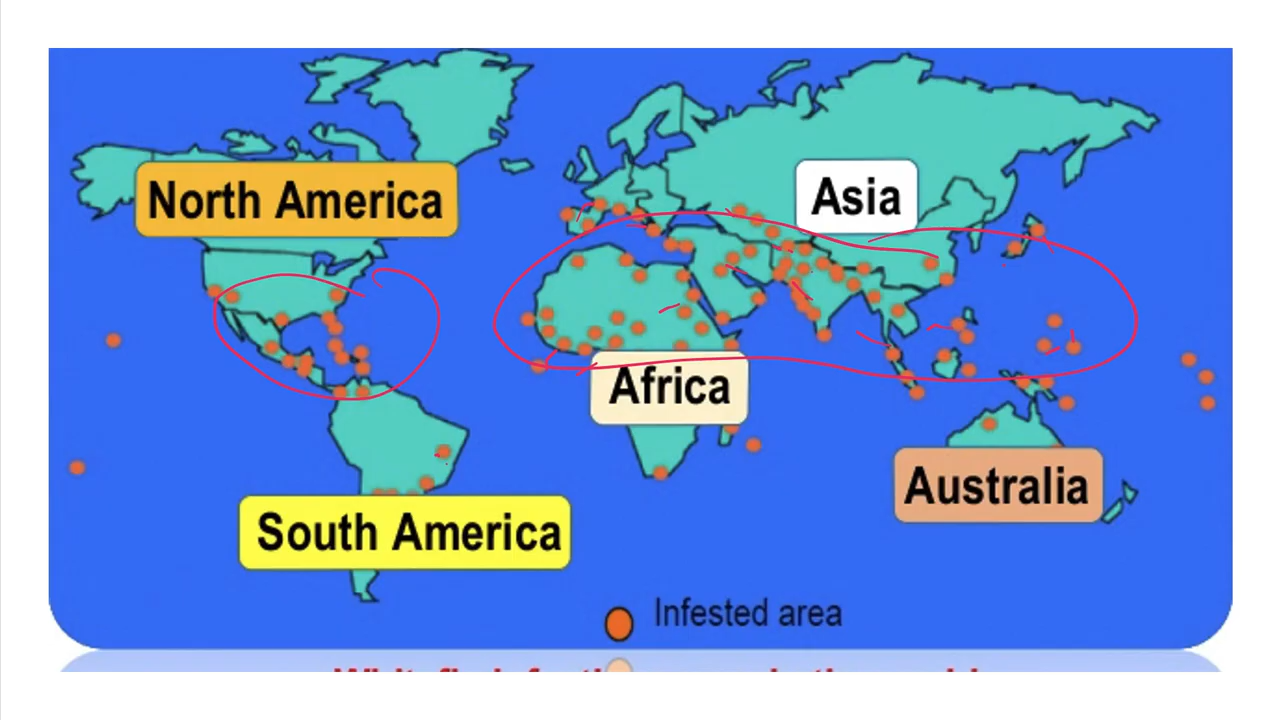 North America
Asia
Africa
Australia
South America
Infested area